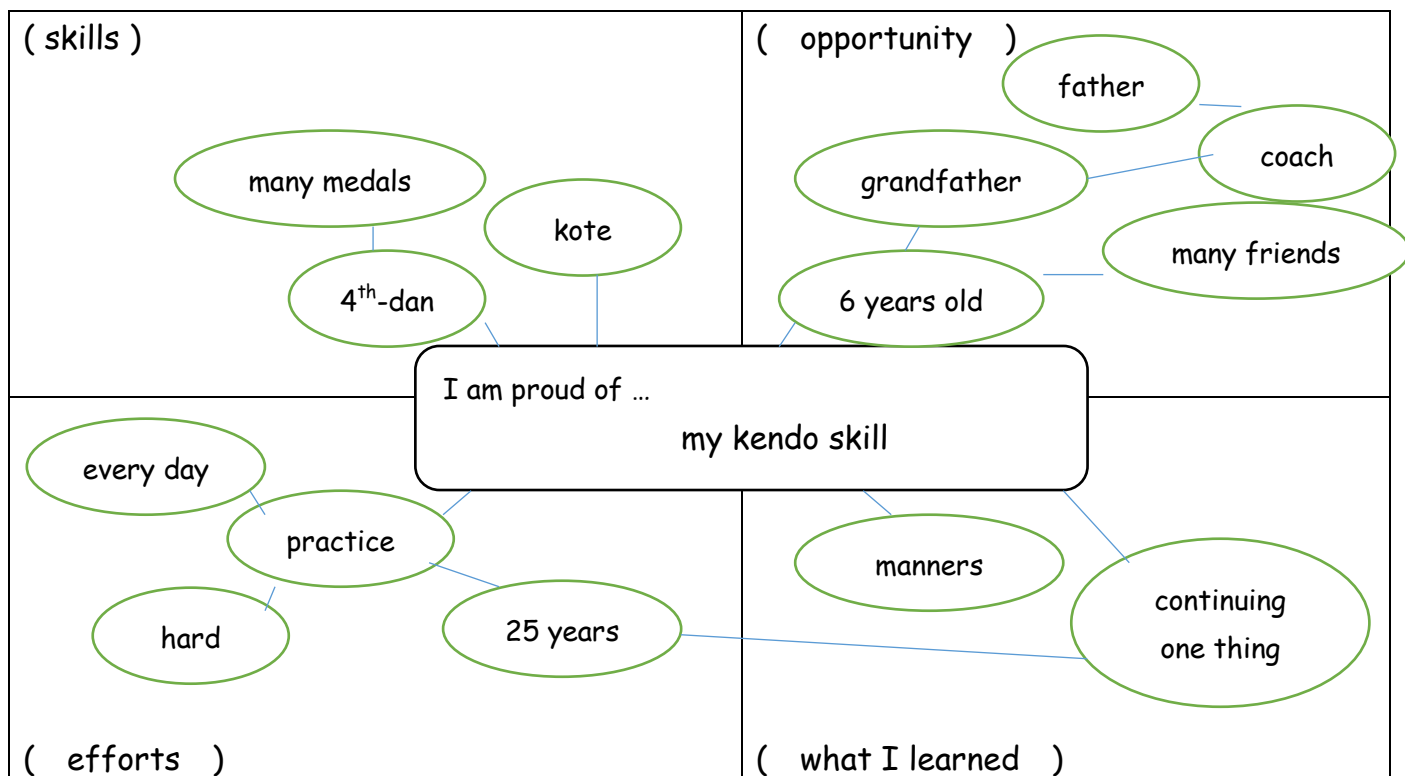 ( skills )
many medals
kote
4th-dan
( opportunity )
father
coach
grandfather
many friends
6 years old
I am proud of …
my kendo skill
every day
practice
hard
25 years
( efforts )
manners
continuing
one thing
( what I learned )